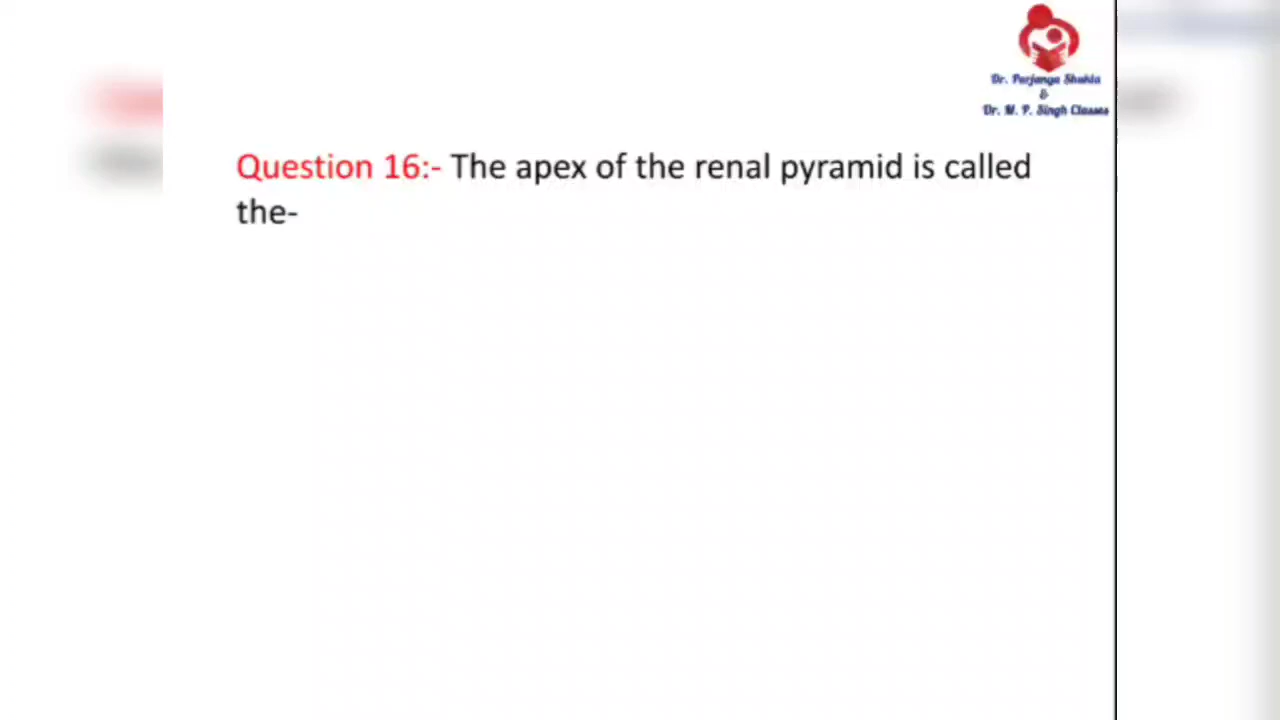 Dr. Parjanya Shukla
&
Dr. M. P. Singh Classes
Question 16:- The apex of the renal pyramid is called
the-